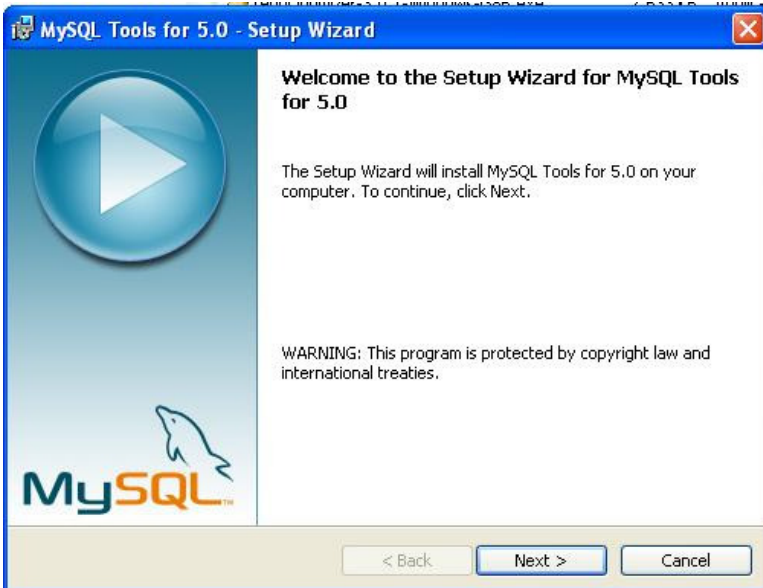 MySQL Tools for 5.0 - Setup Wizard
Welcome to the Setup Wizard for MySQL Tools
for 5.0
The Setup Wizard will install MySQL Tools for 5.0 on your
computer. To continue, click Next.
WARNING: This program is protected by copyright law and
international treaties.
MySQL
< Back
Next >
Cancel